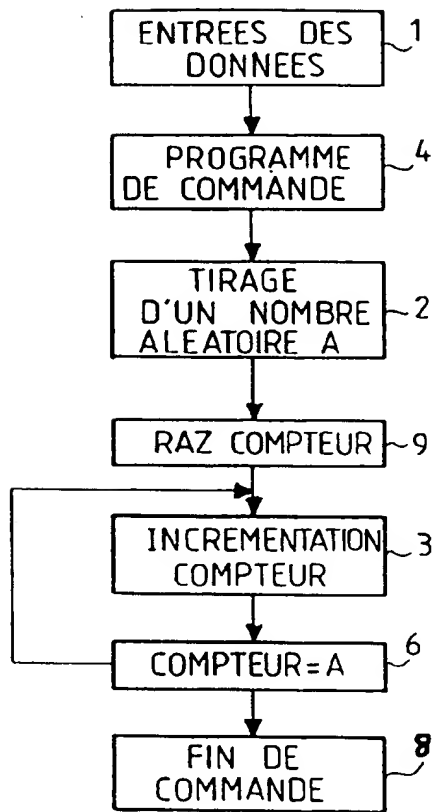 ENTREES DES
DONNEES
1
PROGRAMME
DE COMMANDE
4
TIRAGE
D'UN NOMBRE
ALEATOIRE A
2
RAZ COMPTEUR
9
INCREMENTATION
COMPTEUR
3
COMPTEUR = A
6
FIN DE
COMMANDE
8